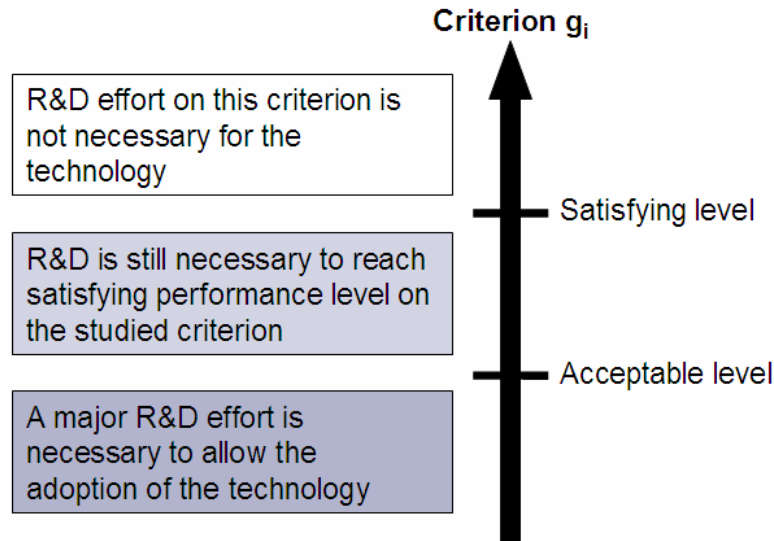 Criterion gi
R&D effort on this criterion is
not necessary for the
technology
Satisfying level
R&D is still necessary to reach
satisfying performance level on
the studied criterion
Acceptable level
A major R&D effort is
necessary to allow the
adoption of the technology